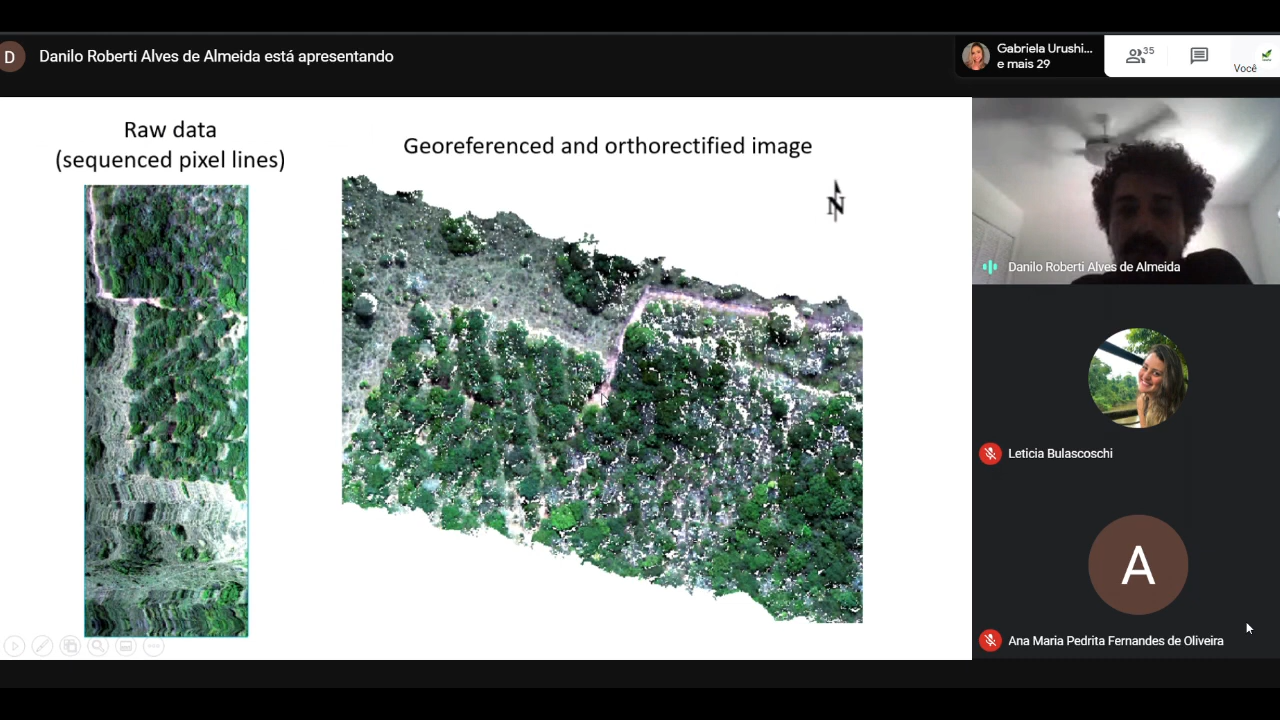 D
Danilo Roberti Alves de Almeida está apresentando
Gabriela Urushi...
e mais 29
35
Você
Raw data
(sequenced pixel lines)
Georeferenced and orthorectified image
N
Danilo Roberti Alves de Almeida
Leticia Bulascoschi
A
Ana Maria Pedrita Fernandes de Oliveira